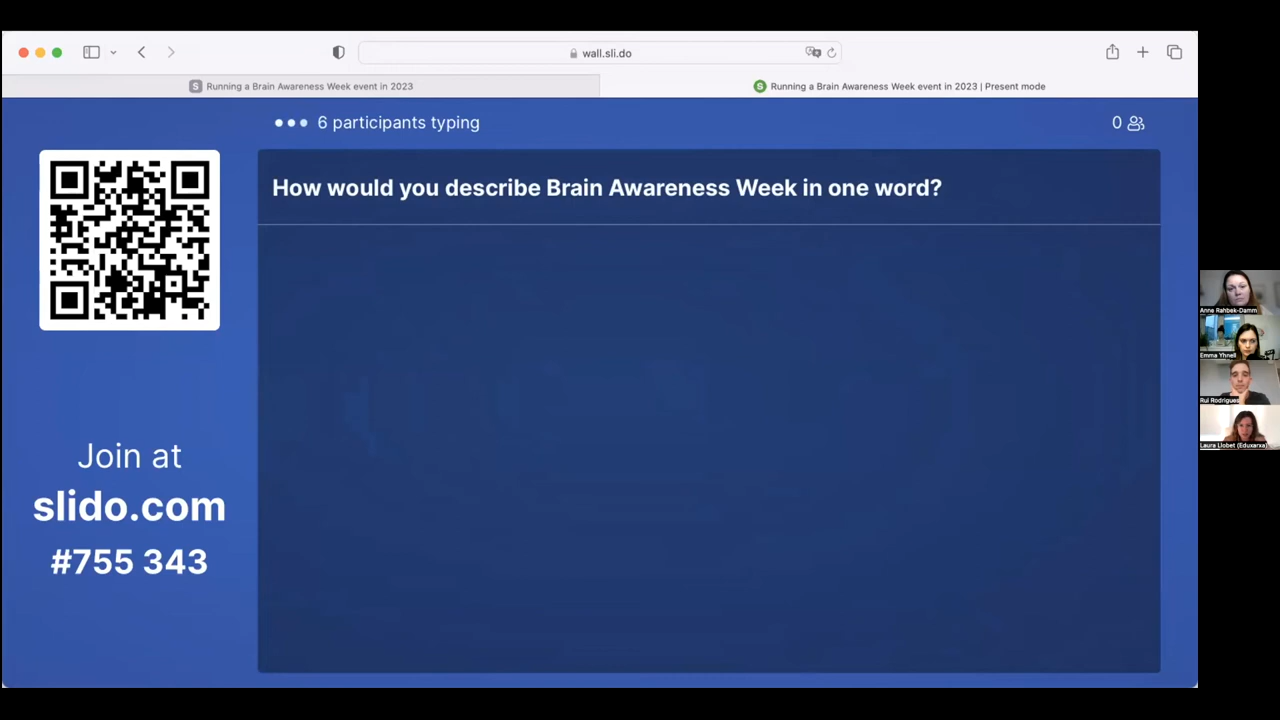 wall.sli.do
Running a Brain Awareness Week event in 2023
Running a Brain Awareness Week event in 2023 | Present mode
6 participants typing
0
How would you describe Brain Awareness Week in one word?
Join at
slido.com
#755 343
Anne Rahbek-Damm
Emma Yhnell
Rui Rodrigues
Laura Llobet (Eduxarxa)